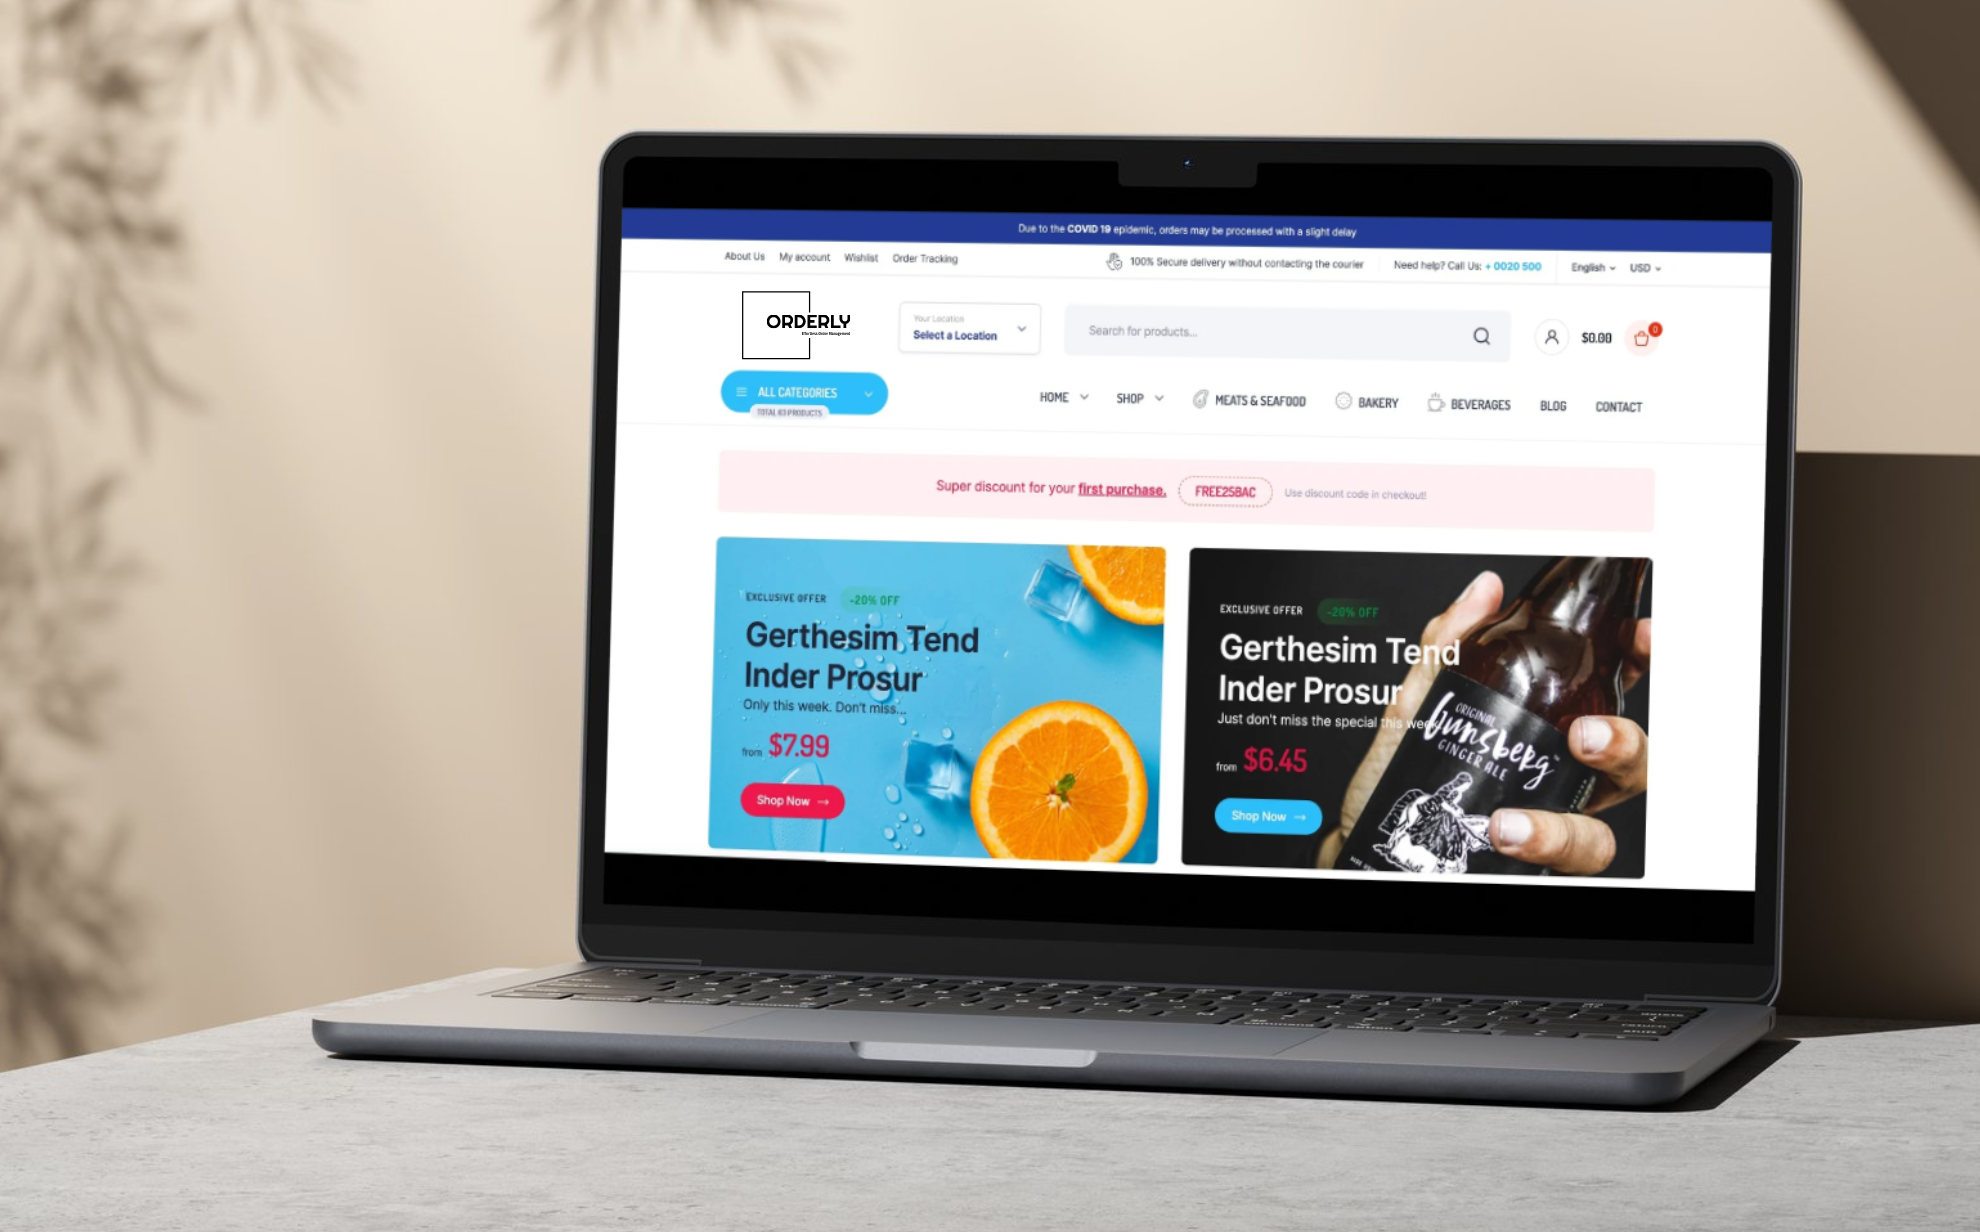 Due to the COVID 19 epidemic, orders may be processed with a slight delay
About Us My account Wishlist Order Tracking
100% Secure delivery without contacting the courier
Need help? Call Us: + 0020 500
English USD
ORDERLY
Your Location
Select a Location
Search for products...
$0.00
0
ALL CATEGORIES
TOTAL 63 PRODUCTS
HOME SHOP MEATS & SEAFOOD BAKERY BEVERAGES BLOG CONTACT
Super discount for your first purchase. FREE25BAC Use discount code in checkout!
EXCLUSIVE OFFER -20% OFF
Gerthesim Tend
Inder Prosur
Only this week. Don't miss...
from $7.99
Shop Now →
EXCLUSIVE OFFER -20% OFF
Gerthesim Tend
Inder Prosur
Just don't miss the special this week
from $6.45
Shop Now →
ORIGINAL
GINGER ALE